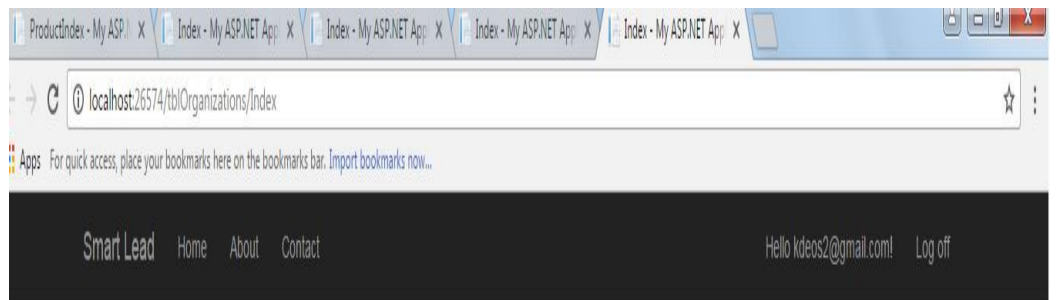 ProductIndex - My ASP.N Index - My ASP.NET App Index - My ASP.NET App Index - My ASP.NET App Index - My ASP.NET App
localhost:26574/tblOrganizations/Index
Apps For quick access, place your bookmarks here on the bookmarks bar. Import bookmarks now...
Smart Lead Home About Contact Hello kdeos2@gmail.com! Log off